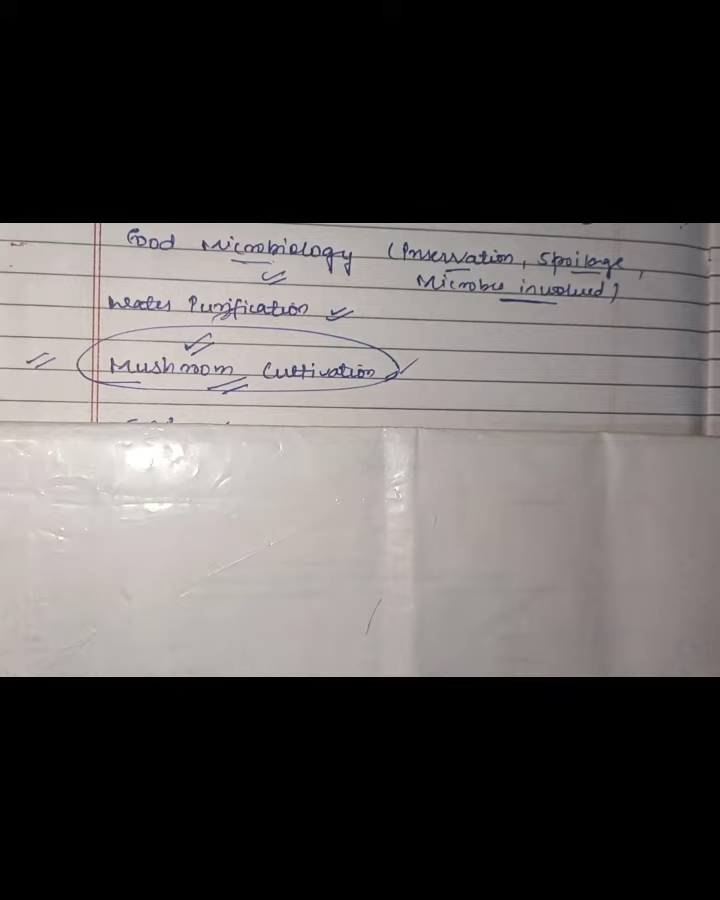 Food Microbiology (Preservation, Spoilage,
Microbes involved)
Water Purification
Mushroom Cultivation